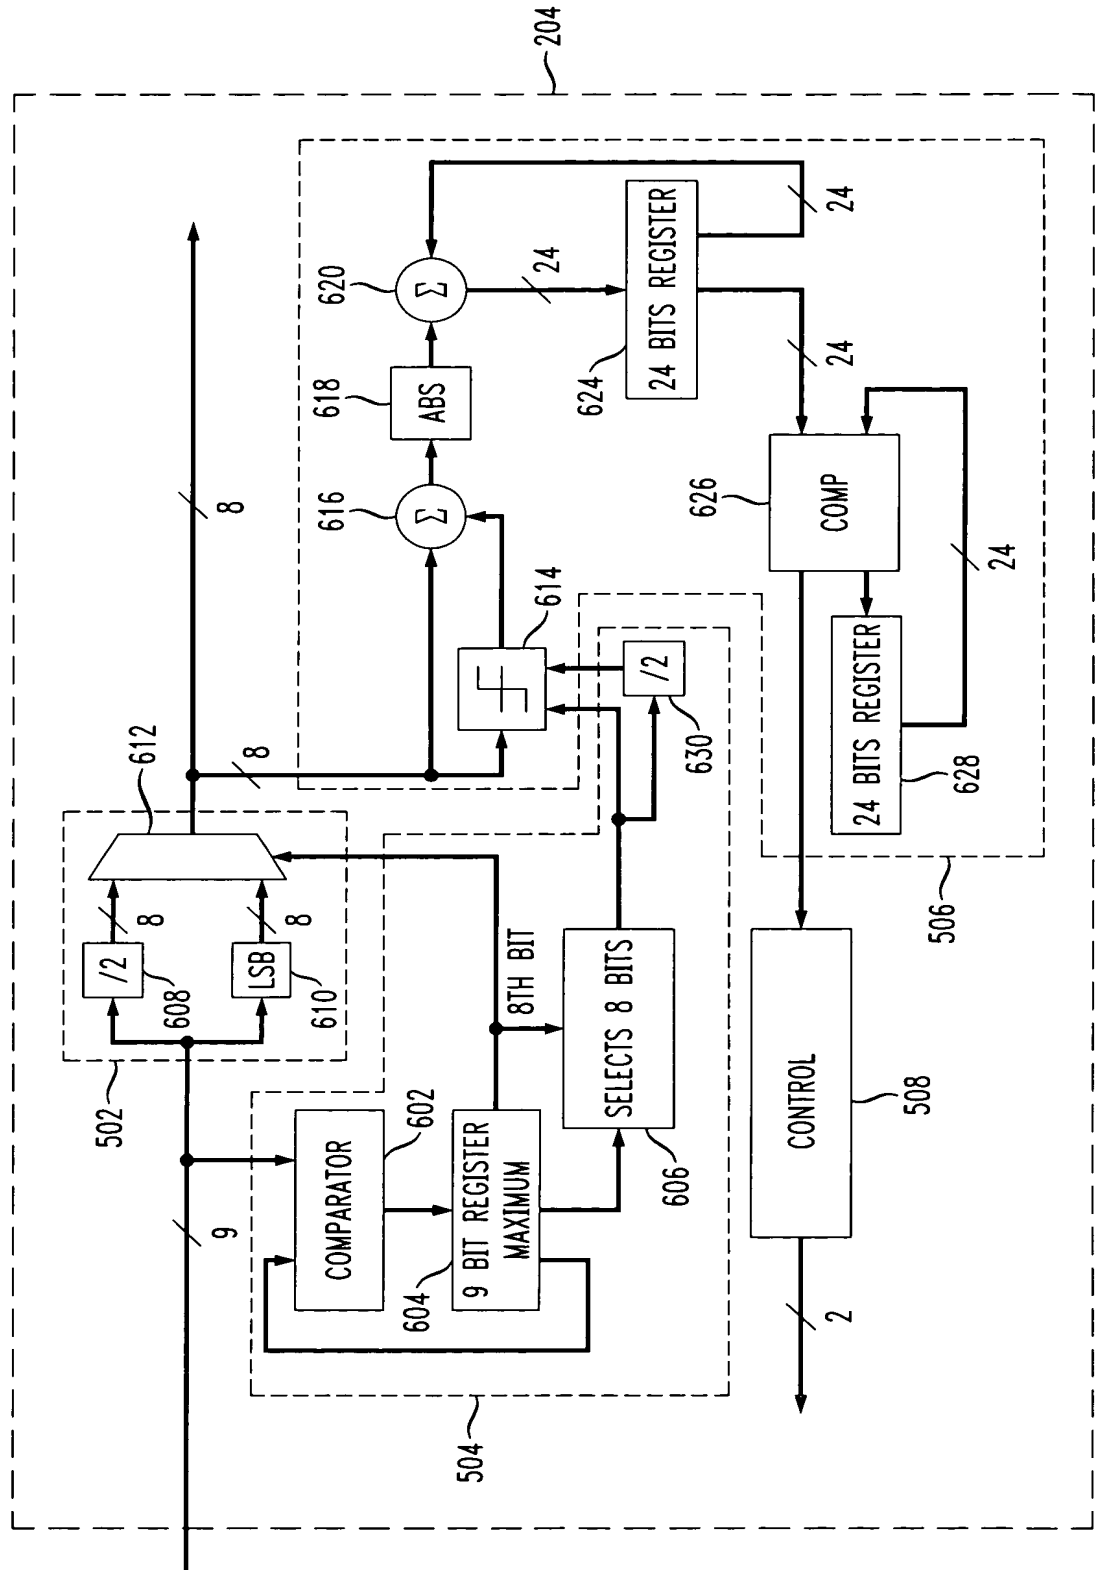 204
502
/2
608
LSB
610
8
8
612
8
8
9
COMPARATOR
602
9 BIT REGISTER
MAXIMUM
604
8TH BIT
SELECTS 8 BITS
606
504
/2
630
614
616
Σ
618
ABS
620
Σ
24
24 BITS REGISTER
624
24
24
COMP
626
24 BITS REGISTER
628
24
506
CONTROL
508
2